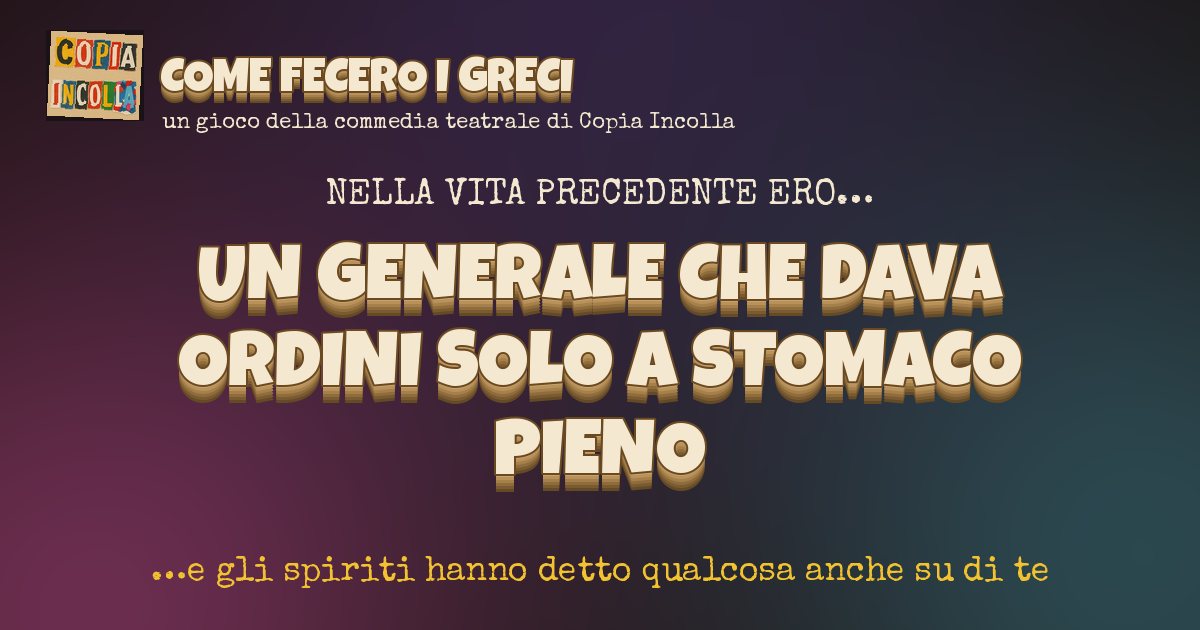 COPIA
INCOLLA
COME FECERO I GRECI
un gioco della commedia teatrale di Copia Incolla
NELLA VITA PRECEDENTE ERO...
UN GENERALE CHE DAVA
ORDINI SOLO A STOMACO
PIENO
...e gli spiriti hanno detto qualcosa anche su di te